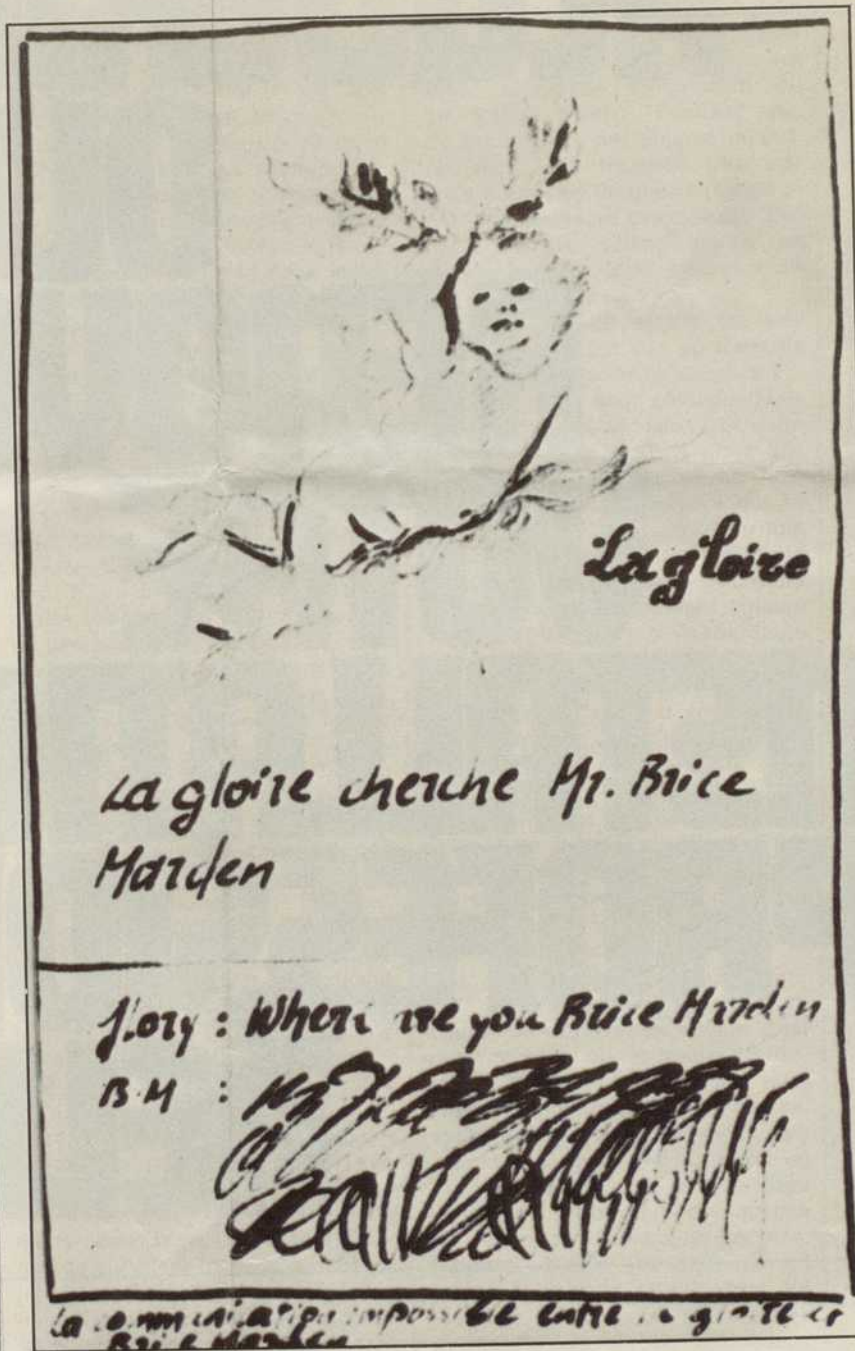 La gloire
La gloire cherche Mr. Brice
Marden
Glory : Where are you Brice Marden
B.M :
La communication impossible entre la gloire et
Brice Marden